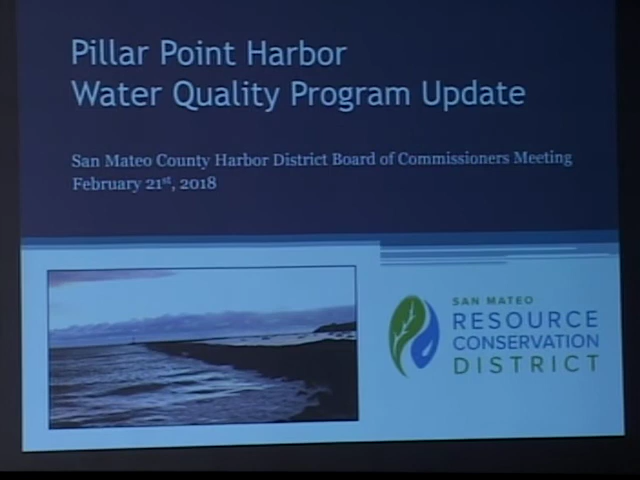 Pillar Point Harbor
Water Quality Program Update
San Mateo County Harbor District Board of Commissioners Meeting
February 21st, 2018
SAN MATEO
RESOURCE
CONSERVATION
DISTRICT